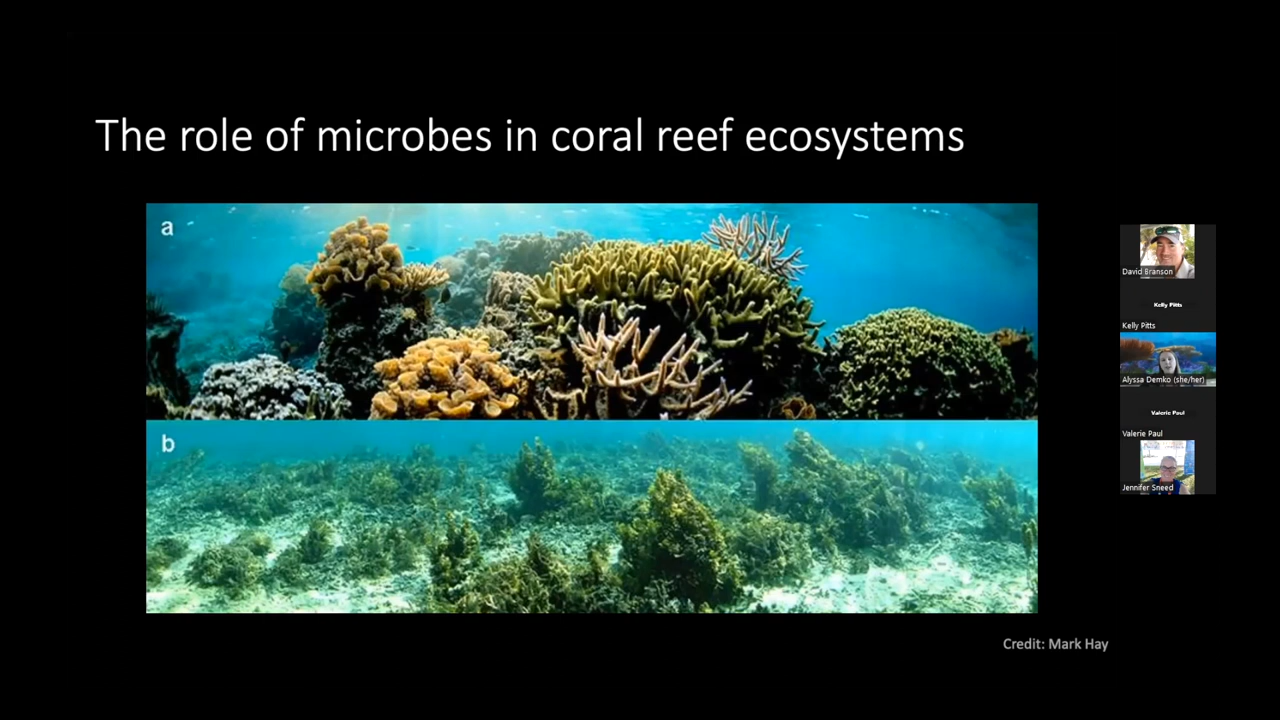 The role of microbes in coral reef ecosystems
a
b
Credit: Mark Hay
David Branson
Kelly Pitts
Kelly Pitts
Alyssa Demko (she/her)
Valerie Paul
Valerie Paul
Jennifer Sneed